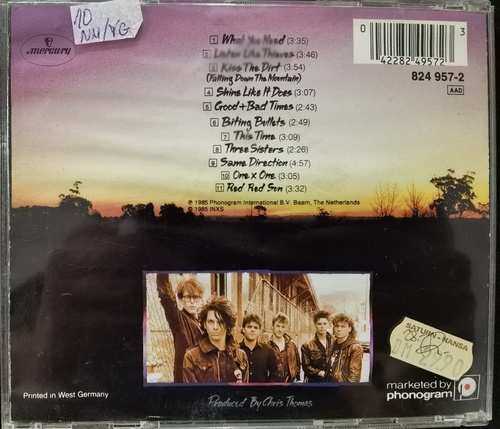 10
NM/VG
mercury
1 What You Need (3:35)
2 Listen Like Thieves (3:46)
3 Kiss The Dirt (3:54)
(Falling Down The Mountain)
4 Shine Like It Does (3:07)
5 Good+Bad Times (2:43)
6 Biting Bullets (2:49)
7 This Time (3:09)
8 Three Sisters (2:26)
9 Same Direction (4:57)
10 One x One (3:05)
11 Red Red Sun (3:32)
℗ 1985 Phonogram International B.V. Baarn, The Netherlands
© 1985 INXS
0 42282 49572 3
824 957-2
AAD
SATURN-HANSA
Printed in West Germany
Produced By Chris Thomas
marketed by
phonogram